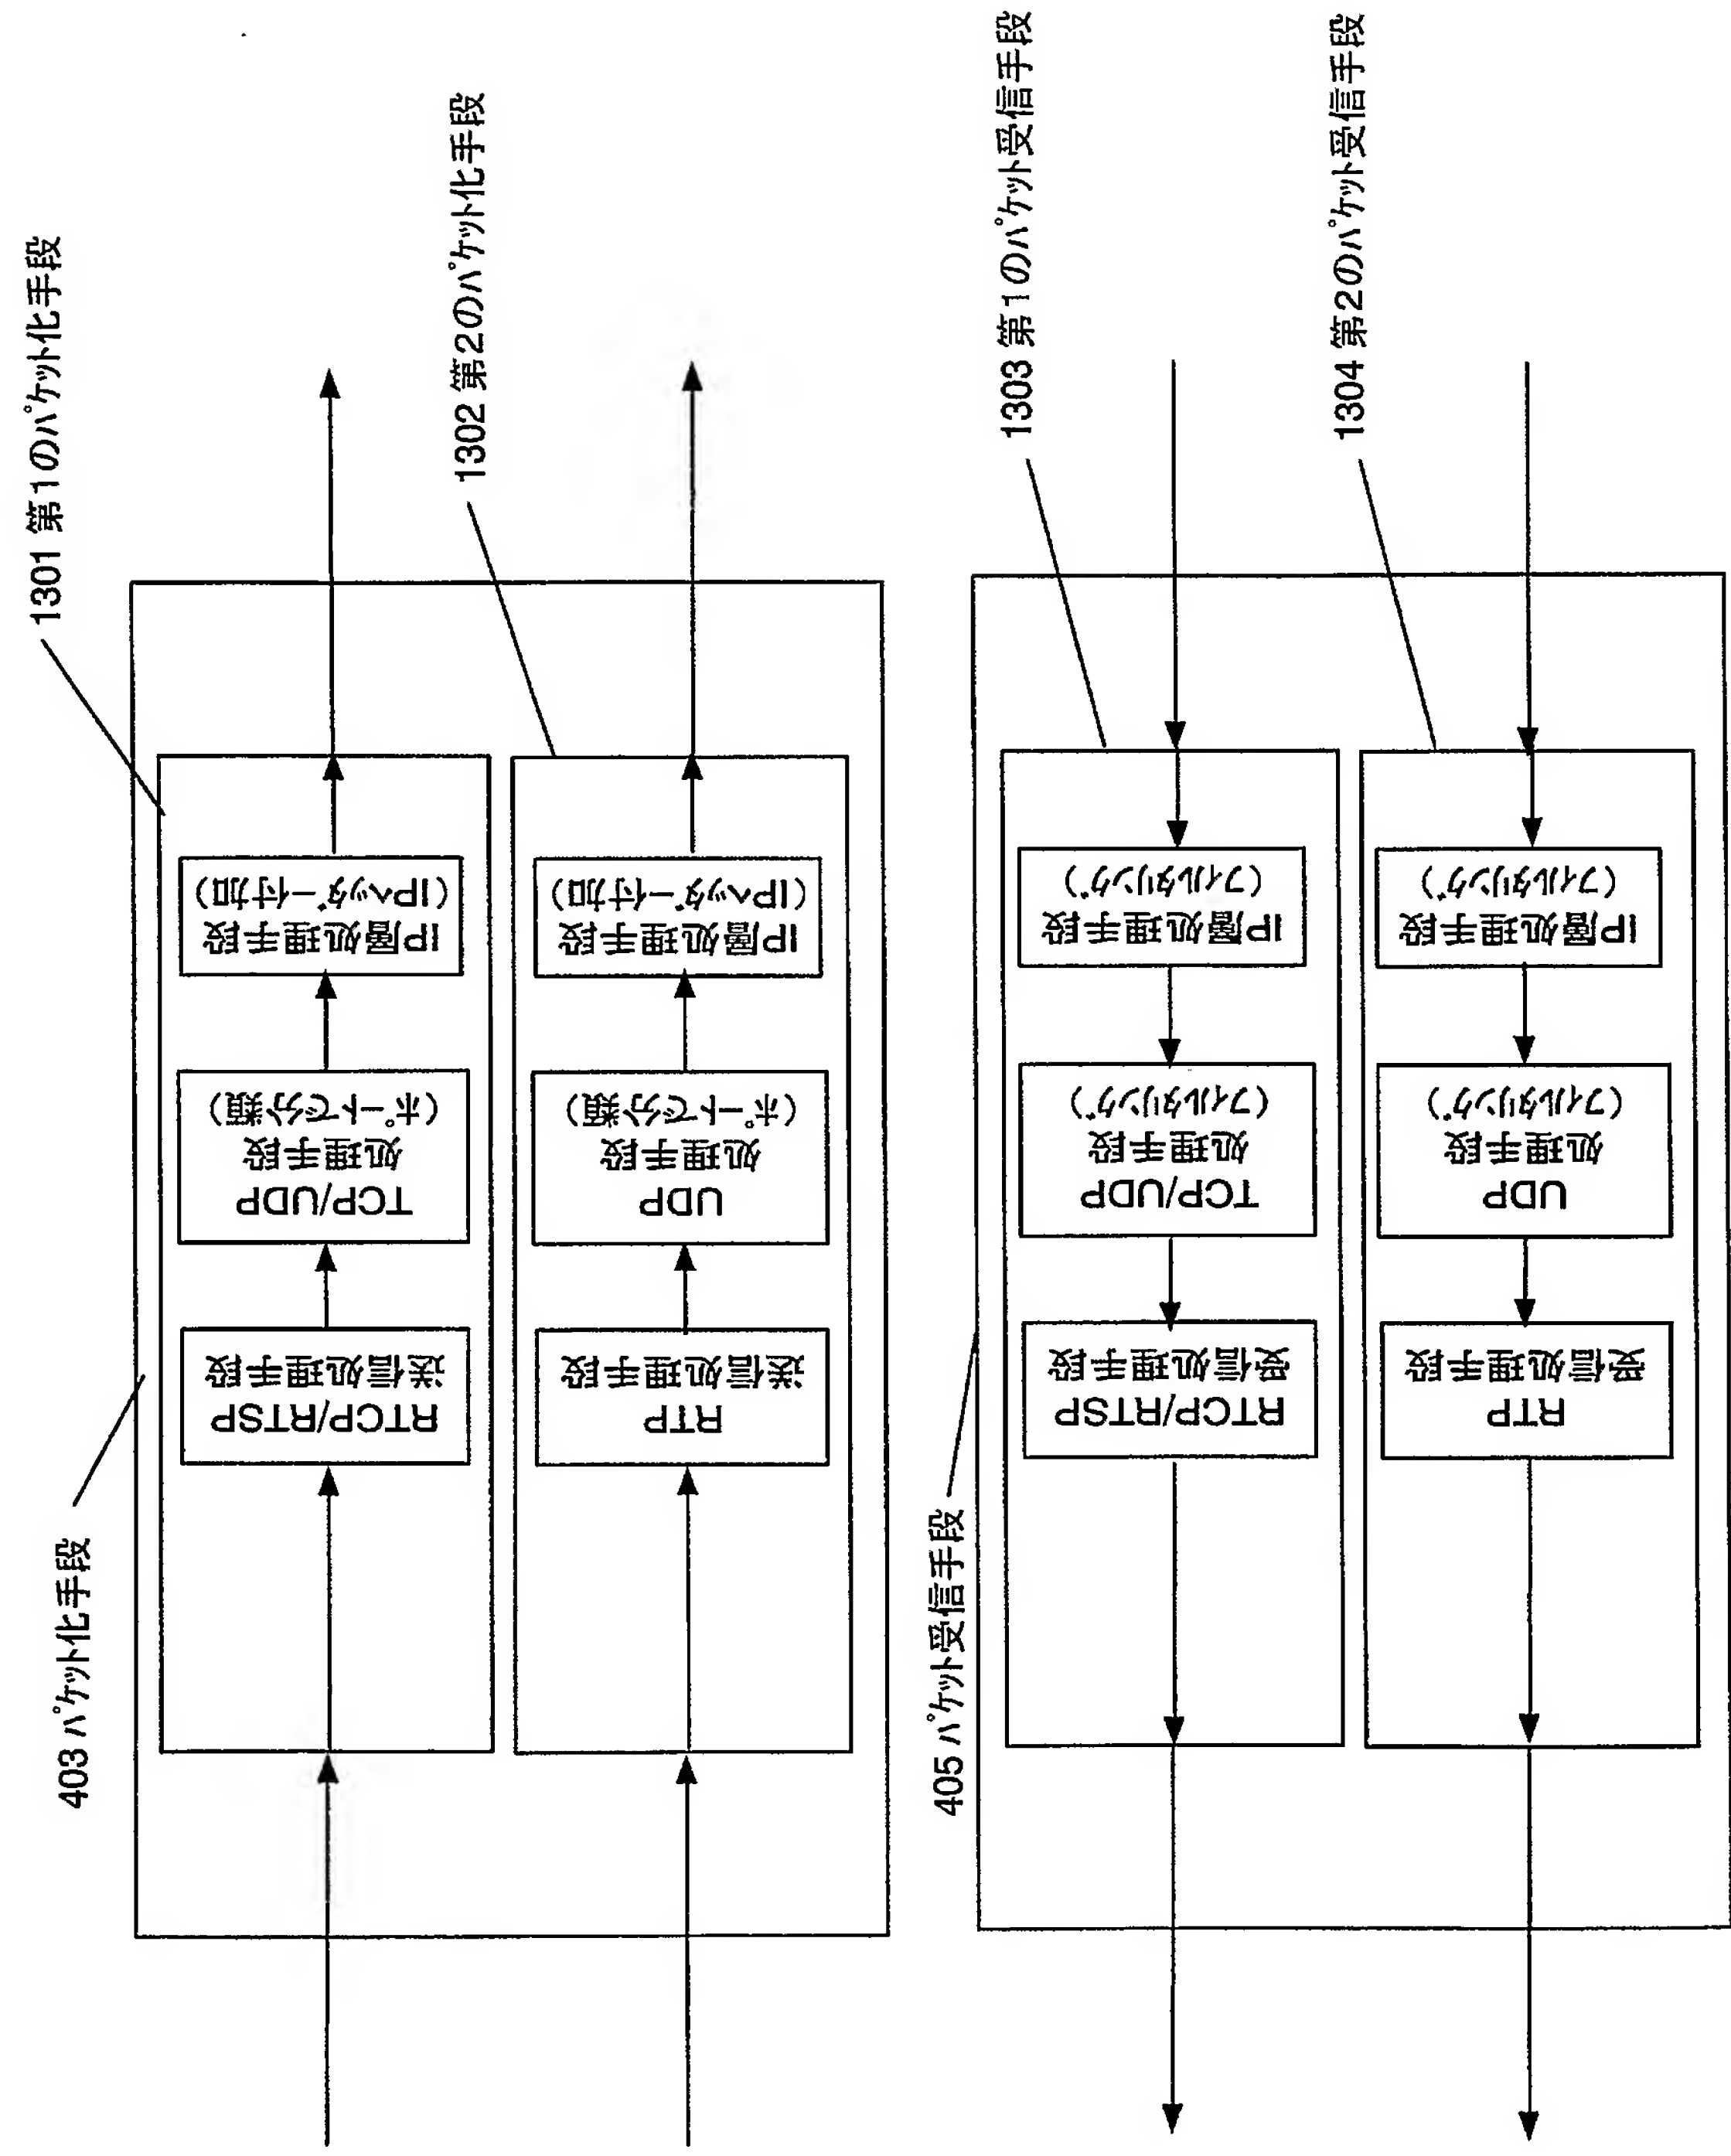 1301 第1のパケット化手段
1302 第2のパケット化手段
403 パケット化手段
RTCP/RTSP
送信処理手段
TCP/UDP
処理手段
(ポートで分類)
IP層処理手段
(IPヘッダー付加)
RTP
送信処理手段
UDP
処理手段
(ポートで分類)
IP層処理手段
(IPヘッダー付加)
1303 第1のパケット受信手段
1304 第2のパケット受信手段
405 パケット受信手段
IP層処理手段
(フィルタリング)
TCP/UDP
処理手段
(フィルタリング)
RTCP/RTSP
受信処理手段
IP層処理手段
(フィルタリング)
UDP
処理手段
(フィルタリング)
RTP
受信処理手段